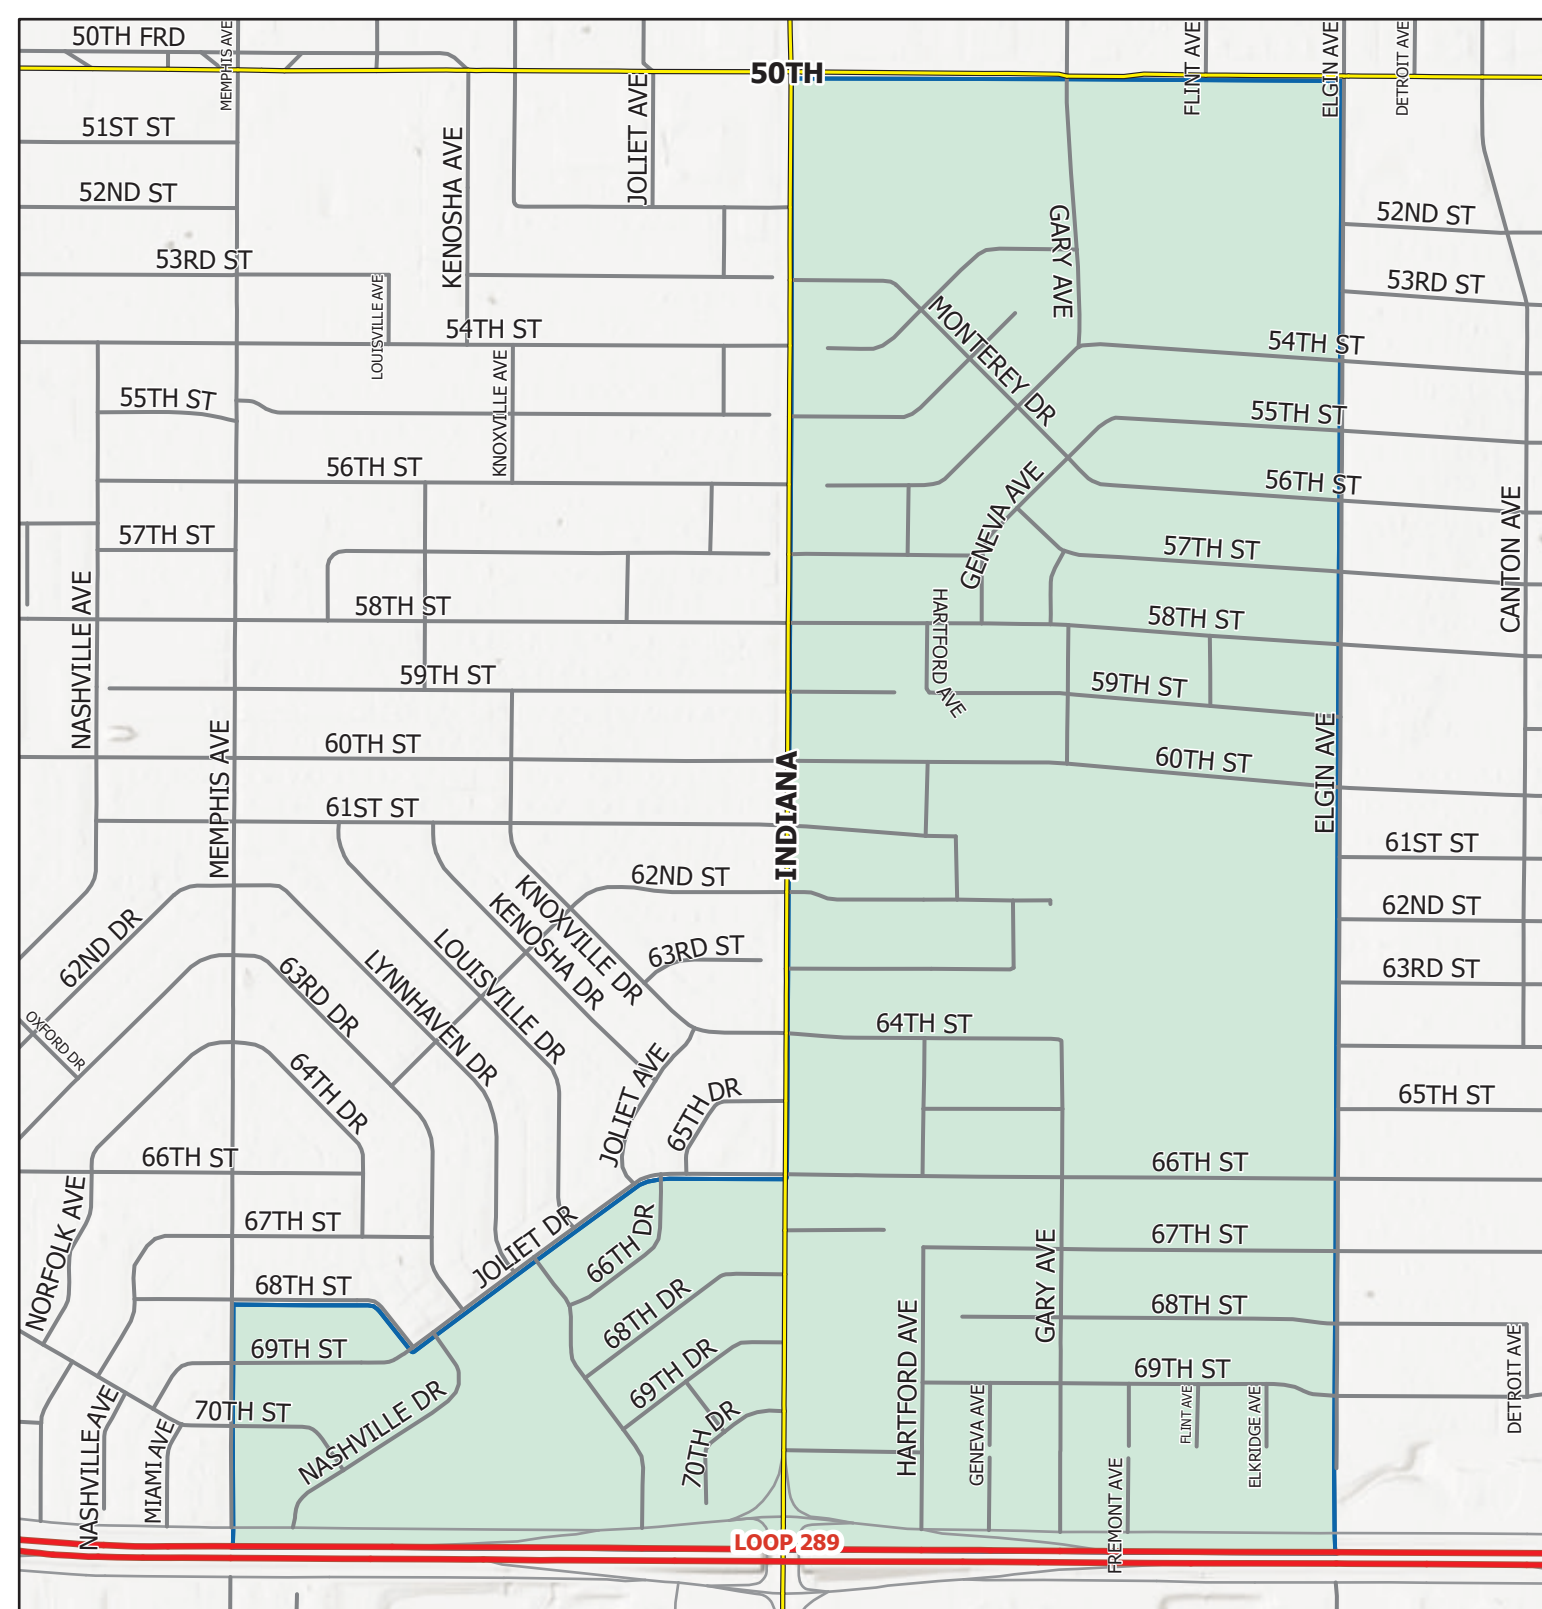 50TH FRD
MEMPHIS AVE
FLINT AVE
ELGIN AVE
DETROIT AVE
50TH
JOLIET AVE
51ST ST
KENOSHA AVE
52ND ST
52ND ST
GARY AVE
53RD ST
53RD ST
LOUISVILLE AVE
MONTEREY DR
54TH ST
54TH ST
KNOXVILLE AVE
55TH ST
55TH ST
56TH ST
56TH ST
GENEVA AVE
CANTON AVE
57TH ST
57TH ST
NASHVILLE AVE
58TH ST
HARTFORD AVE
58TH ST
59TH ST
59TH ST
MEMPHIS AVE
60TH ST
INDIANA
60TH ST
ELGIN AVE
61ST ST
61ST ST
62ND ST
KNOXVILLE DR
KENOSHA DR
62ND ST
62ND DR
LOUISVILLE DR
LYNNHAVEN DR
63RD DR
63RD ST
63RD ST
OXFORD DR
64TH ST
64TH DR
JOLIET AVE
65TH DR
65TH ST
66TH ST
66TH ST
NORFOLK AVE
67TH ST
JOLIET DR
66TH DR
67TH ST
GARY AVE
68TH ST
68TH DR
68TH ST
HARTFORD AVE
69TH ST
69TH DR
69TH ST
DETROIT AVE
NASHVILLE AVE
MIAMI AVE
70TH ST
NASHVILLE DR
70TH DR
GENEVA AVE
FLINT AVE
ELKRIDGE AVE
FREMONT AVE
LOOP 289